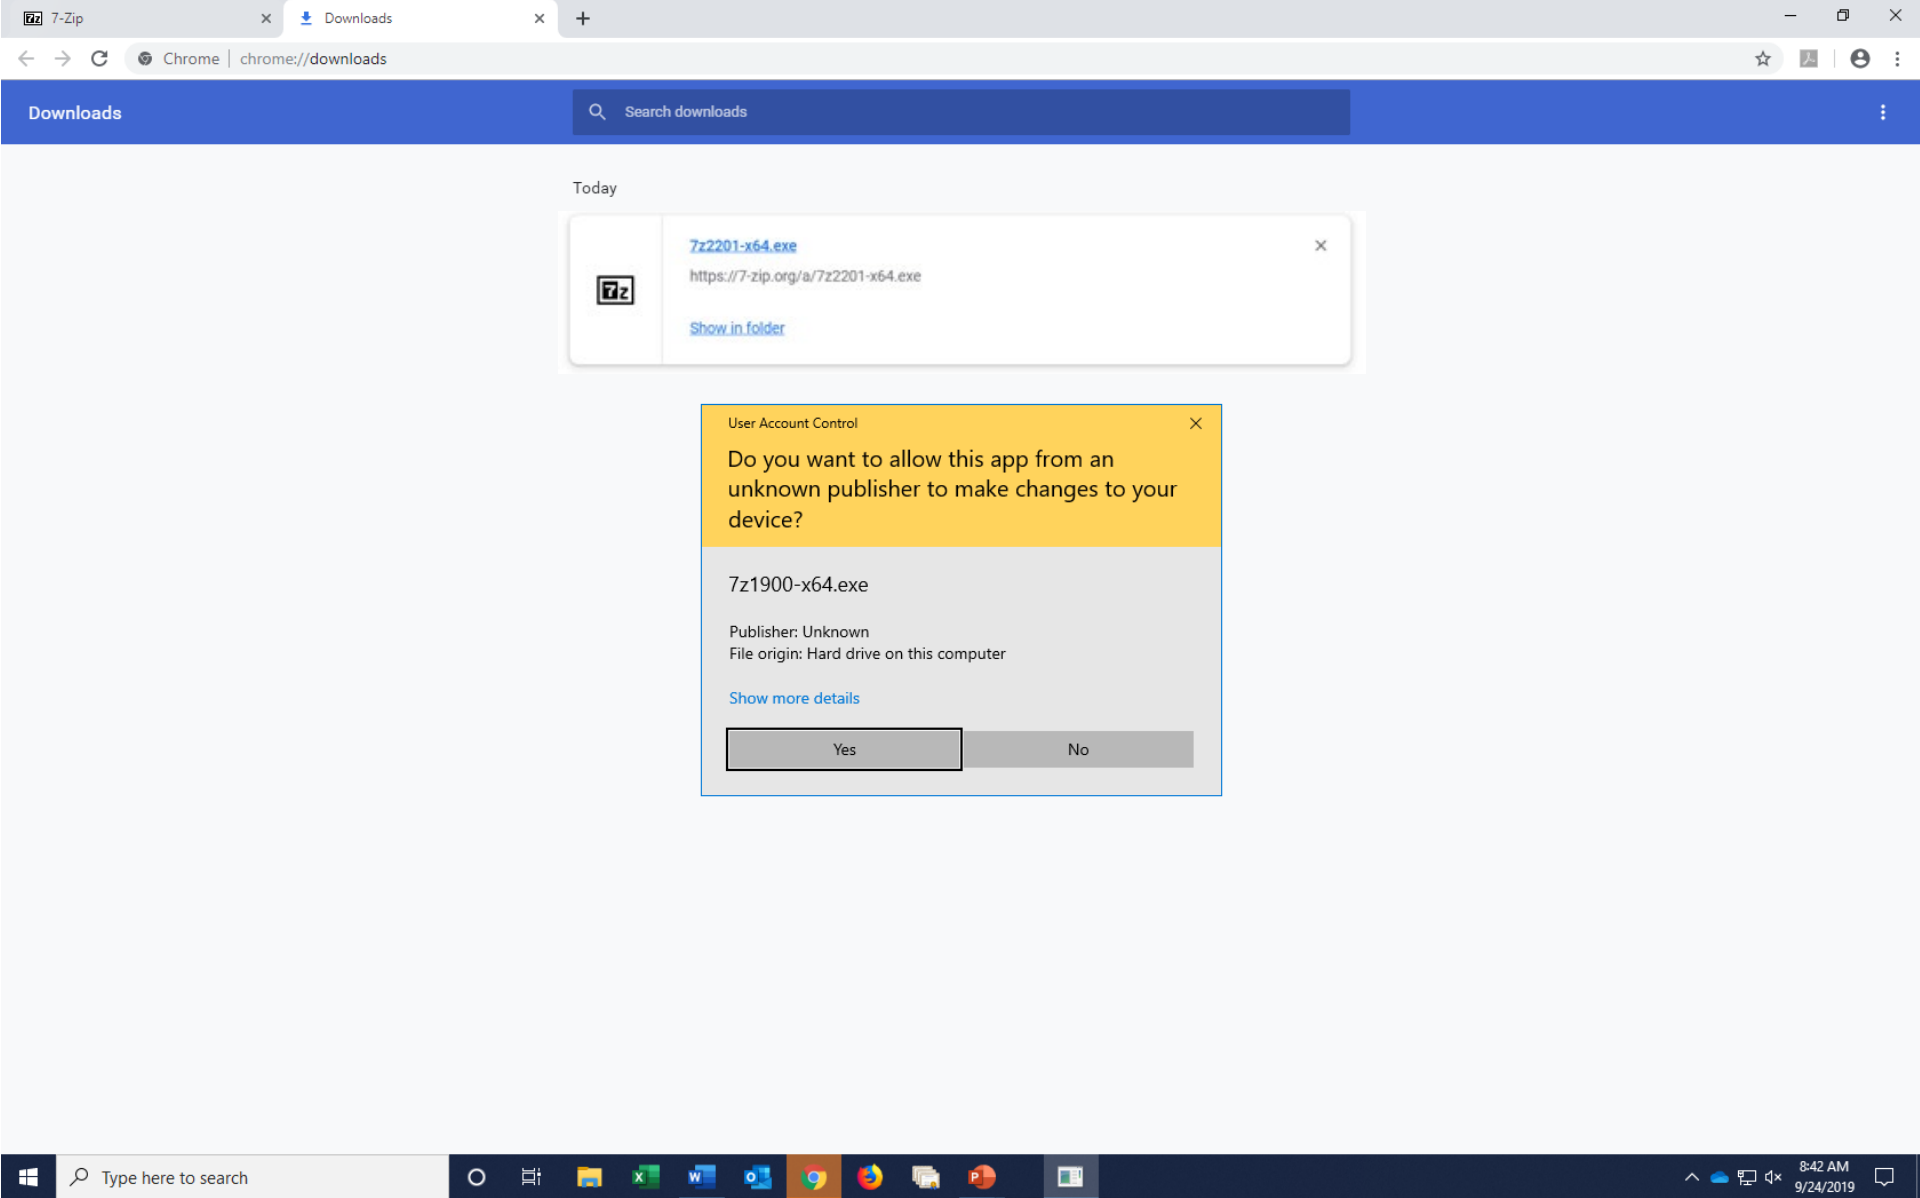 7-Zip
Downloads
Chrome | chrome://downloads
Downloads
Search downloads
Today
7z2201-x64.exe
https://7-zip.org/a/7z2201-x64.exe
Show in folder
User Account Control
Do you want to allow this app from an
unknown publisher to make changes to your
device?
7z1900-x64.exe
Publisher: Unknown
File origin: Hard drive on this computer
Show more details
Yes No
Type here to search
8:42 AM
9/24/2019